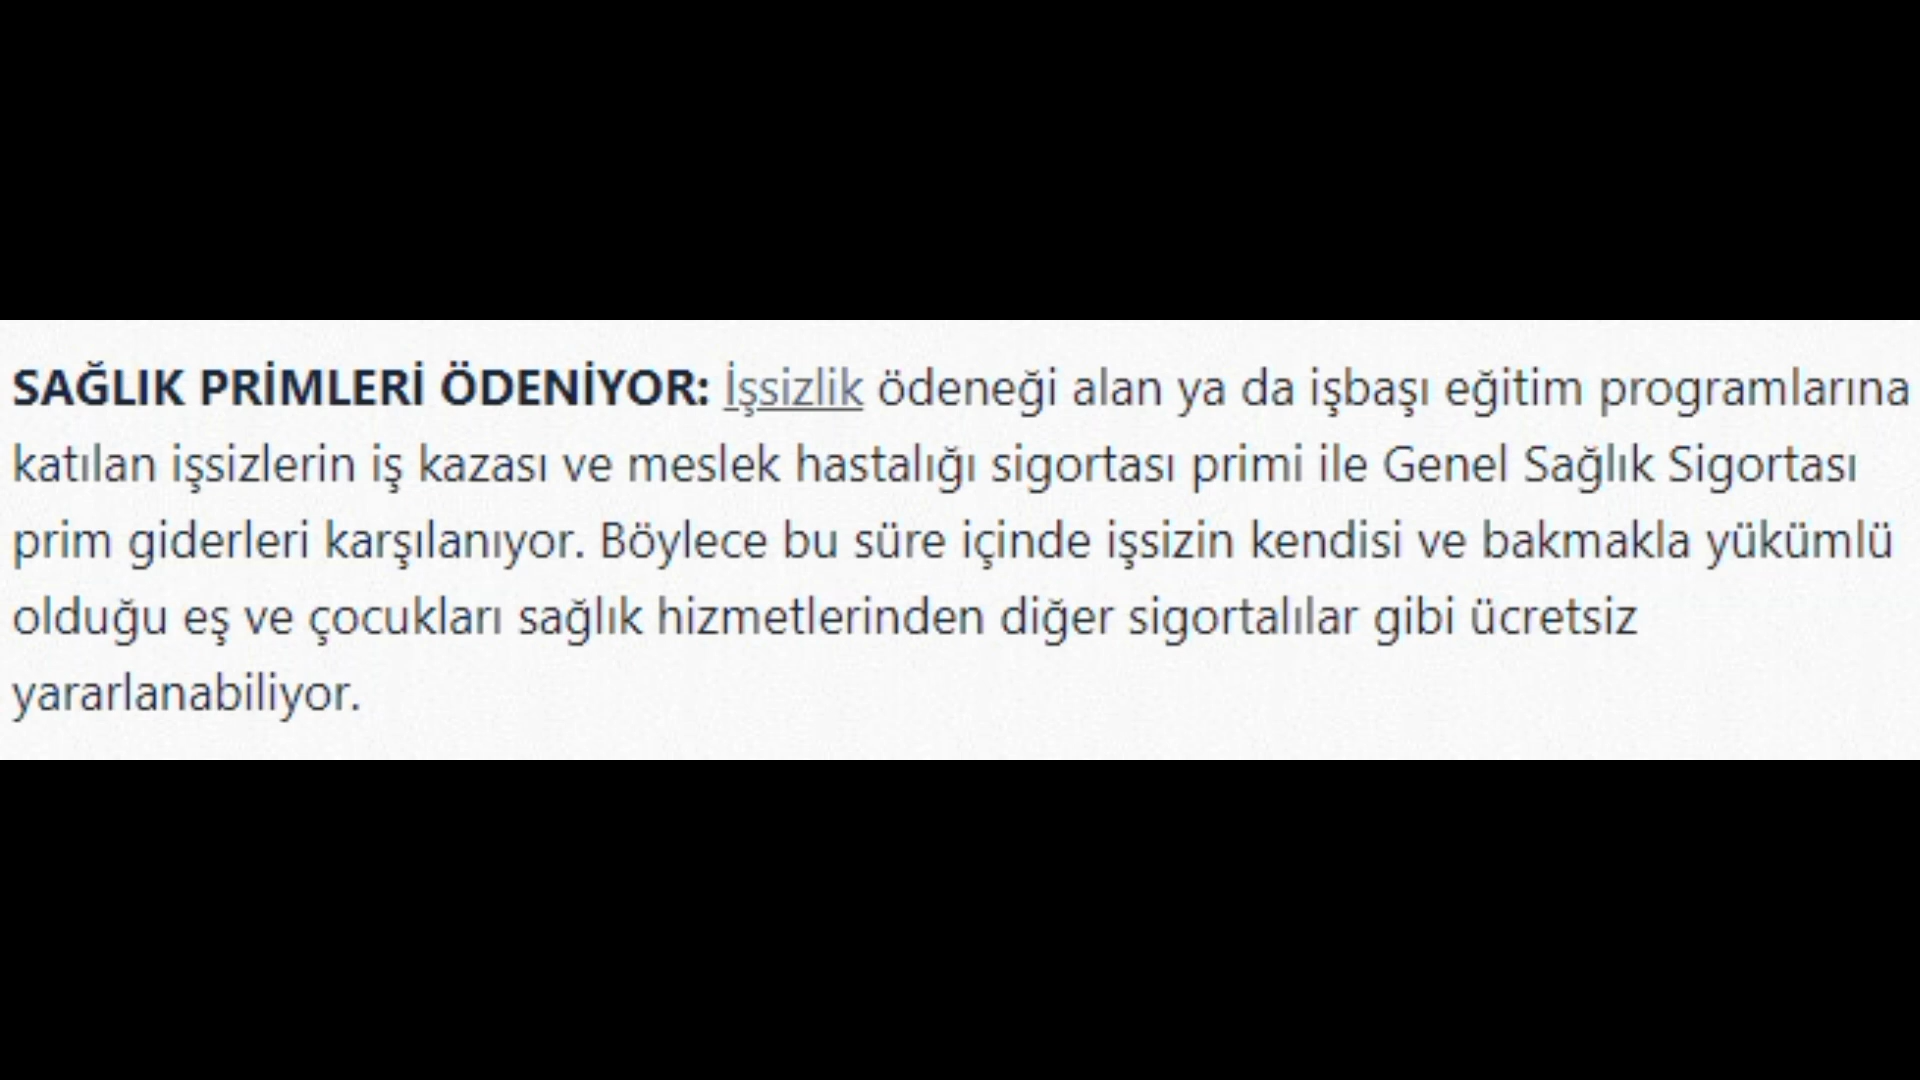 SAĞLIK PRİMLERİ ÖDENİYOR: İşsizlik ödeneği alan ya da işbaşı eğitim programlarına
katılan işsizlerin iş kazası ve meslek hastalığı sigortası primi ile Genel Sağlık Sigortası
prim giderleri karşılanıyor. Böylece bu süre içinde işsizin kendisi ve bakmakla yükümlü
olduğu eş ve çocukları sağlık hizmetlerinden diğer sigortalılar gibi ücretsiz
yararlanabiliyor.